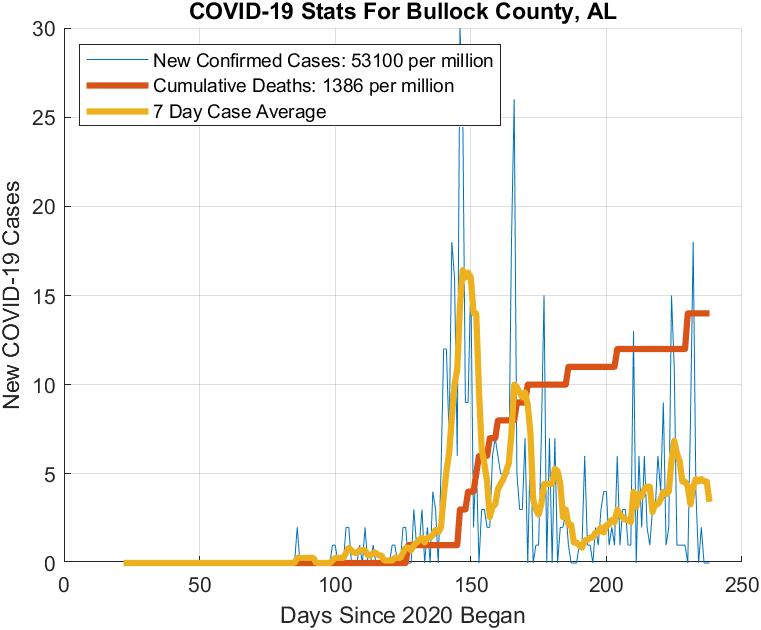 COVID-19 Stats For Bullock County, AL
New Confirmed Cases: 53100 per million
Cumulative Deaths: 1386 per million
7 Day Case Average
New COVID-19 Cases
30
25
20
15
10
5
0
0 50 100 150 200 250
Days Since 2020 Began